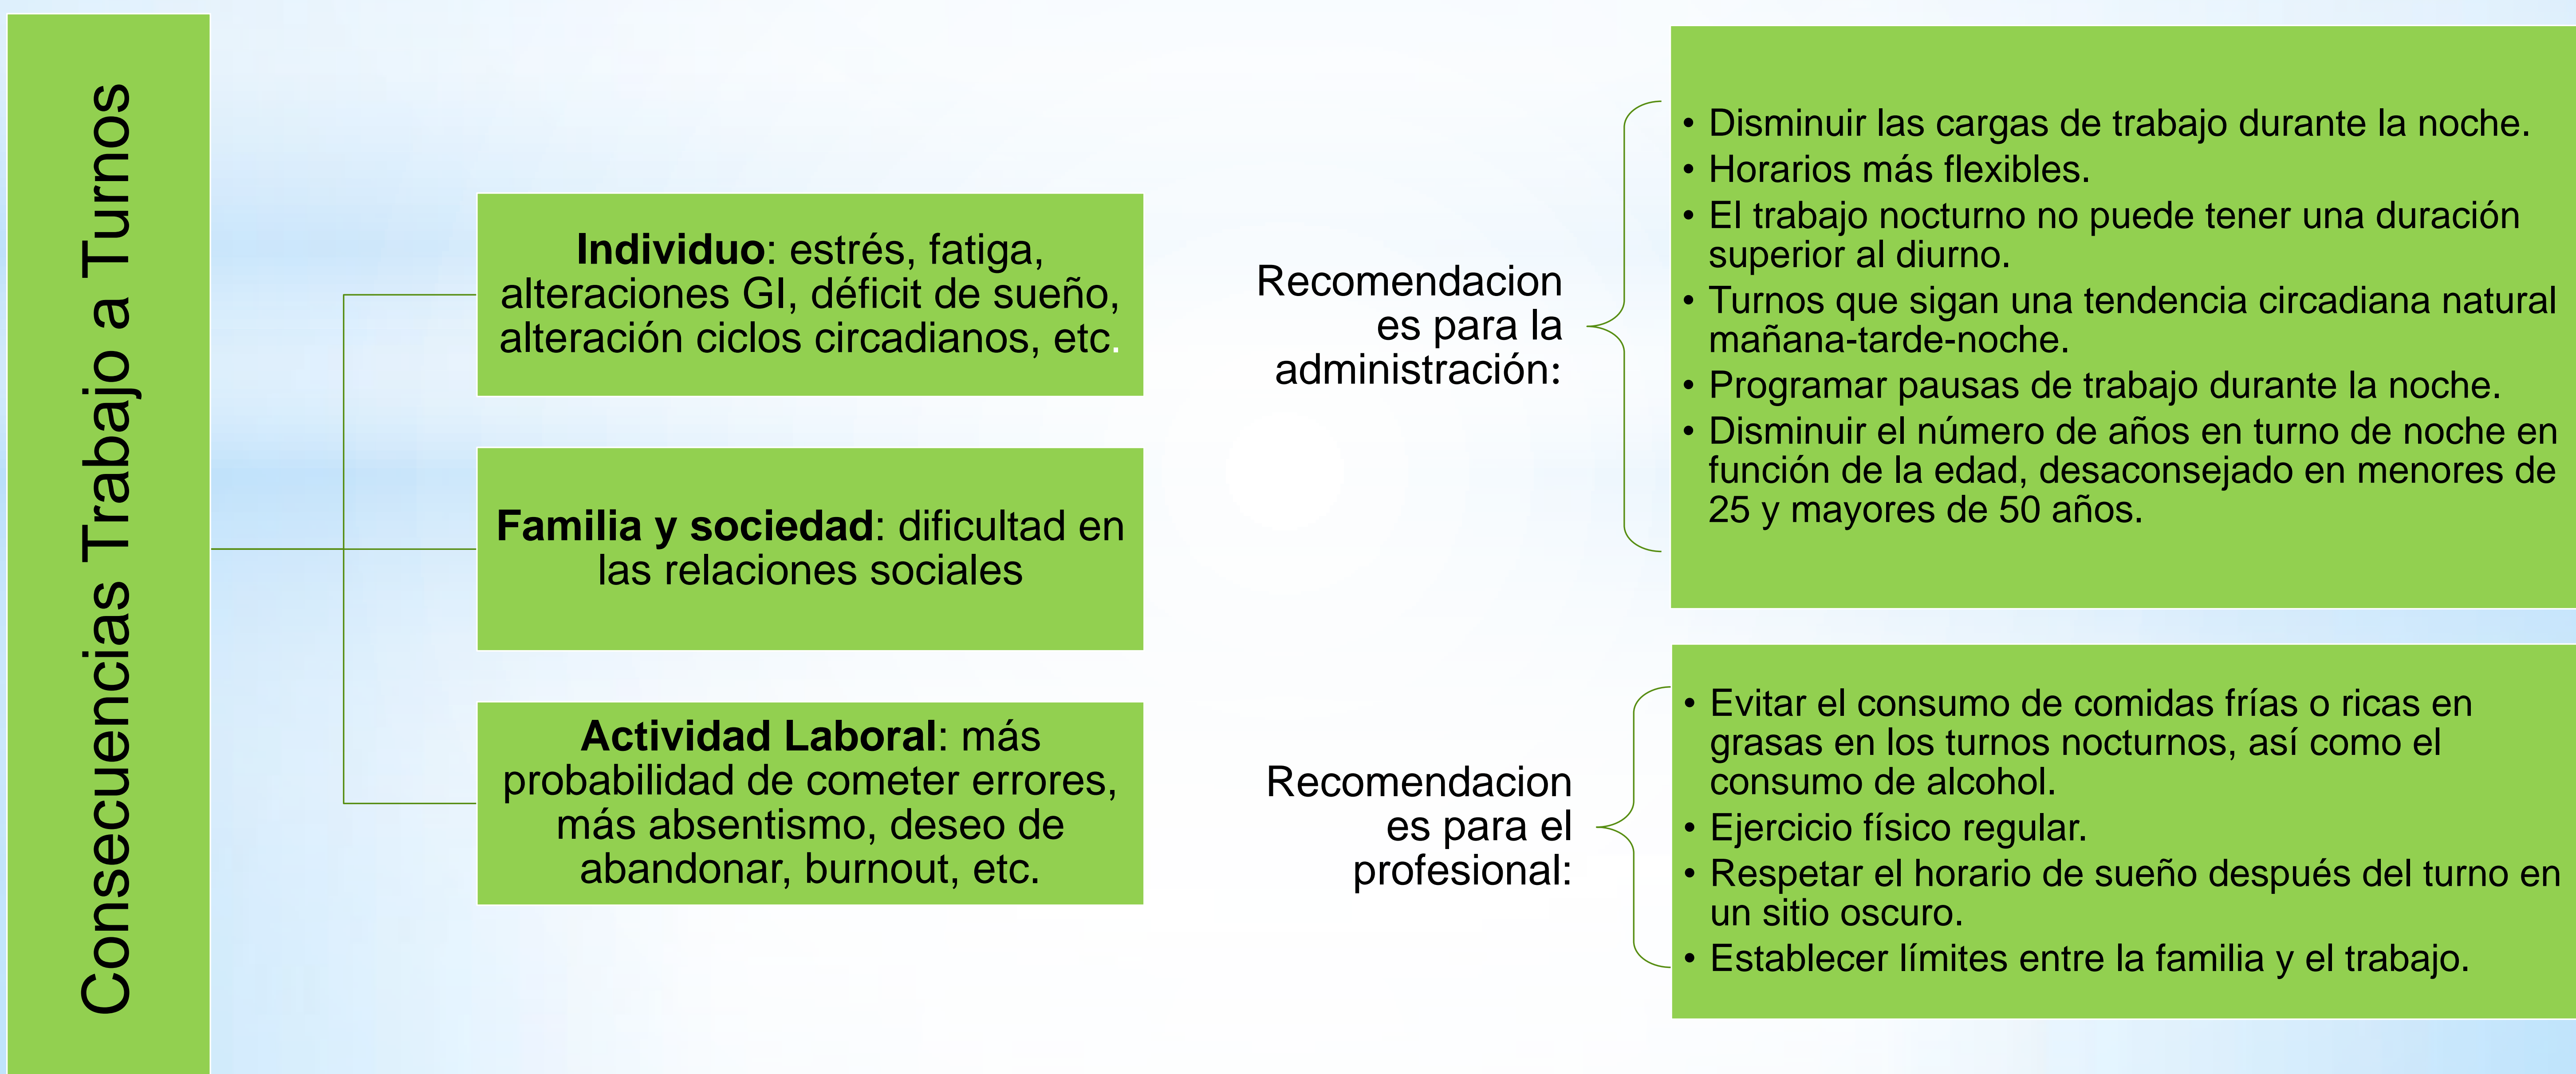 Consecuencias Trabajo a Turnos
Individuo: estrés, fatiga,
alteraciones GI, déficit de sueño,
alteración ciclos circadianos, etc.
Familia y sociedad: dificultad en
las relaciones sociales
Actividad Laboral: más
probabilidad de cometer errores,
más absentismo, deseo de
abandonar, burnout, etc.
Recomendacion
es para la
administración:
• Disminuir las cargas de trabajo durante la noche.
• Horarios más flexibles.
• El trabajo nocturno no puede tener una duración
superior al diurno.
• Turnos que sigan una tendencia circadiana natural
mañana-tarde-noche.
• Programar pausas de trabajo durante la noche.
• Disminuir el número de años en turno de noche en
función de la edad, desaconsejado en menores de
25 y mayores de 50 años.
Recomendacion
es para el
profesional:
• Evitar el consumo de comidas frías o ricas en
grasas en los turnos nocturnos, así como el
consumo de alcohol.
• Ejercicio físico regular.
• Respetar el horario de sueño después del turno en
un sitio oscuro.
• Establecer límites entre la familia y el trabajo.